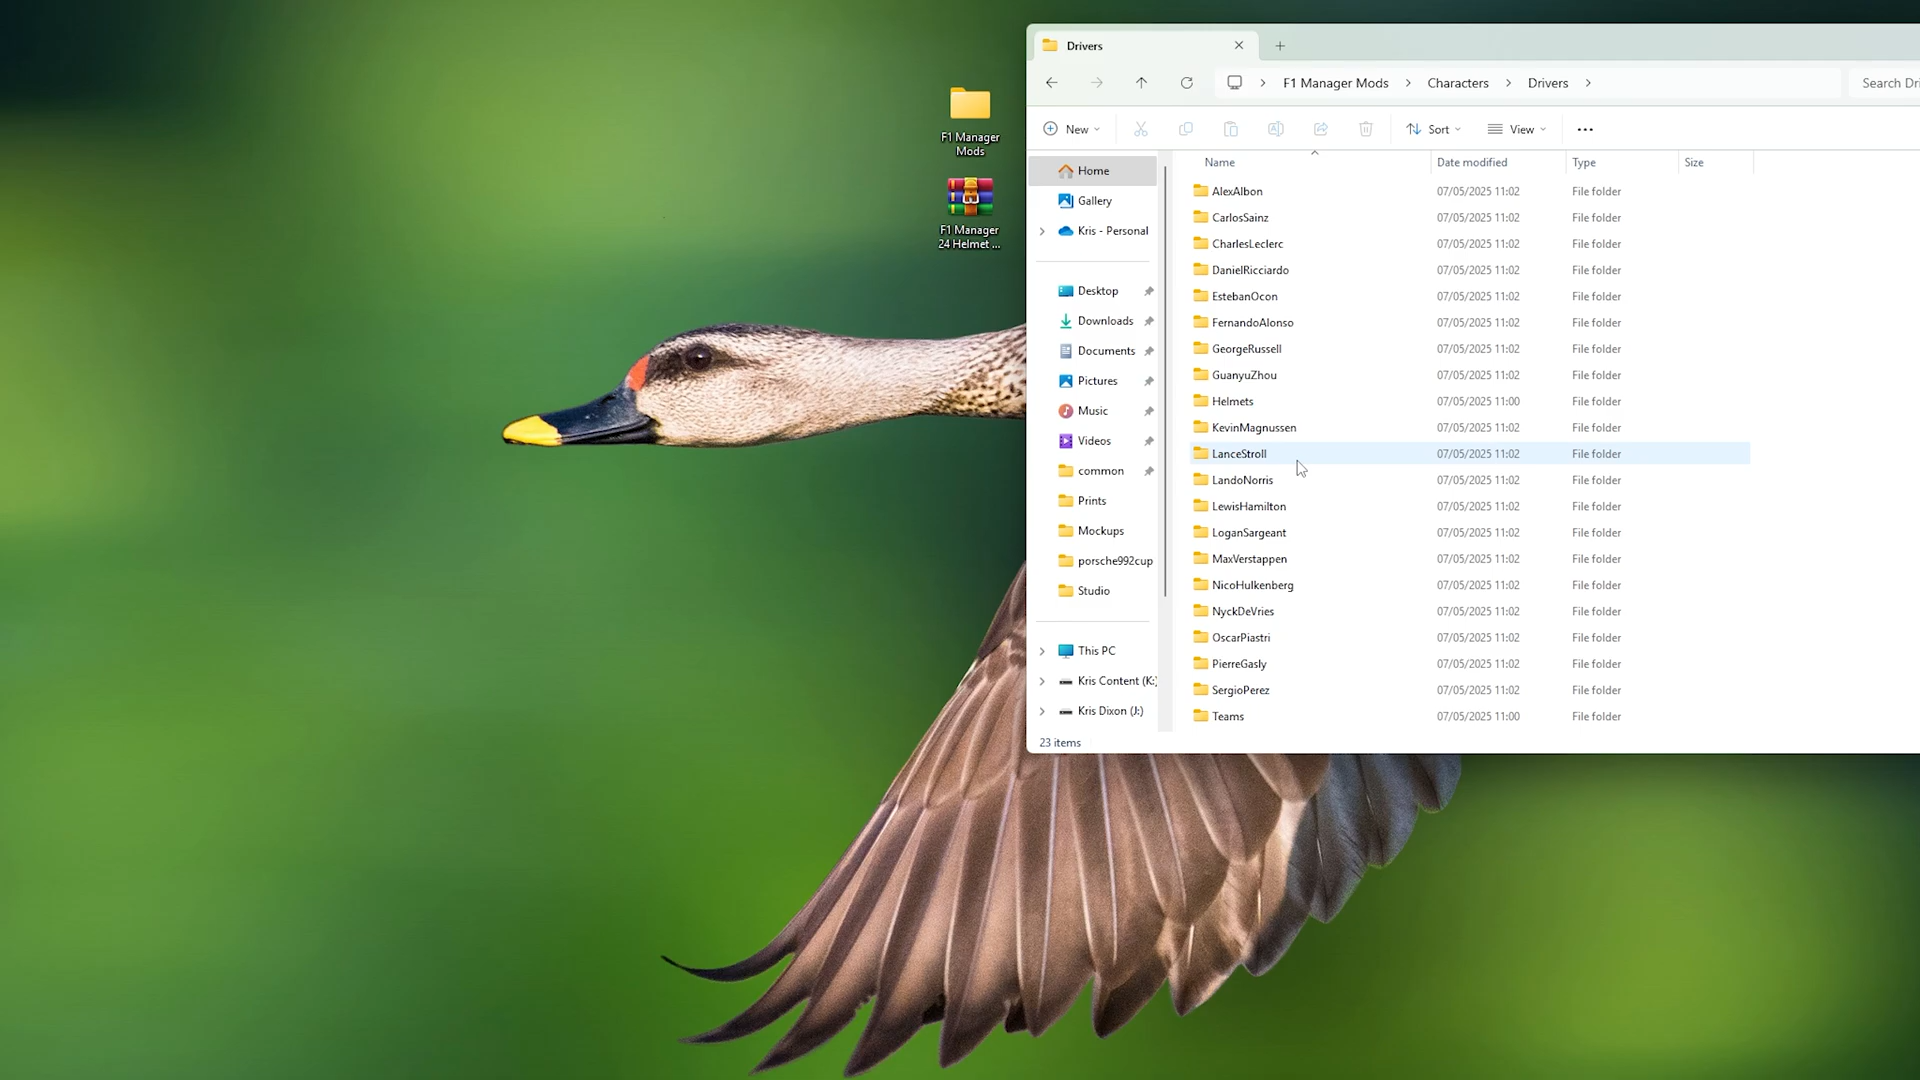 F1 Manager
Mods
F1 Manager
24 Helmet ...
Drivers
F1 Manager Mods > Characters > Drivers >
Search Dri
New
Sort
View
Home
Gallery
Kris - Personal
Desktop
Downloads
Documents
Pictures
Music
Videos
common
Prints
Mockups
porsche992cup
Studio
This PC
Kris Content (K:)
Kris Dixon (J:)
Name Date modified Type Size
AlexAlbon 07/05/2025 11:02 File folder
CarlosSainz 07/05/2025 11:02 File folder
CharlesLeclerc 07/05/2025 11:02 File folder
DanielRicciardo 07/05/2025 11:02 File folder
EstebanOcon 07/05/2025 11:02 File folder
FernandoAlonso 07/05/2025 11:02 File folder
GeorgeRussell 07/05/2025 11:02 File folder
GuanyuZhou 07/05/2025 11:02 File folder
Helmets 07/05/2025 11:00 File folder
KevinMagnussen 07/05/2025 11:02 File folder
LanceStroll 07/05/2025 11:02 File folder
LandoNorris 07/05/2025 11:02 File folder
LewisHamilton 07/05/2025 11:02 File folder
LoganSargeant 07/05/2025 11:02 File folder
MaxVerstappen 07/05/2025 11:02 File folder
NicoHulkenberg 07/05/2025 11:02 File folder
NyckDeVries 07/05/2025 11:02 File folder
OscarPiastri 07/05/2025 11:02 File folder
PierreGasly 07/05/2025 11:02 File folder
SergioPerez 07/05/2025 11:02 File folder
Teams 07/05/2025 11:00 File folder
23 items